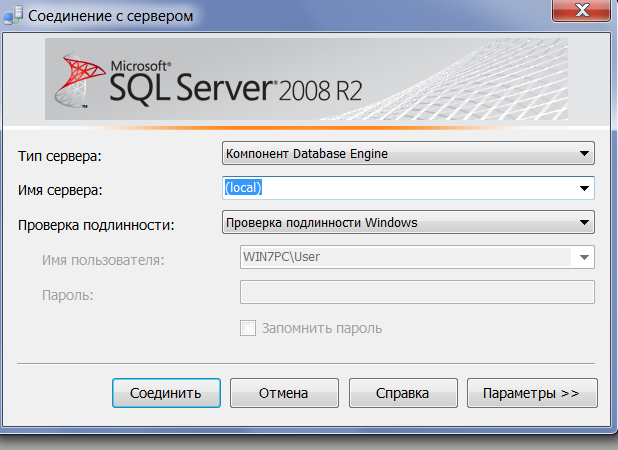 Соединение с сервером
Microsoft®
SQL Server® 2008 R2
Тип сервера: Компонент Database Engine
Имя сервера: (local)
Проверка подлинности: Проверка подлинности Windows
Имя пользователя: WIN7PC\User
Пароль:
Запомнить пароль
Соединить Отмена Справка Параметры >>